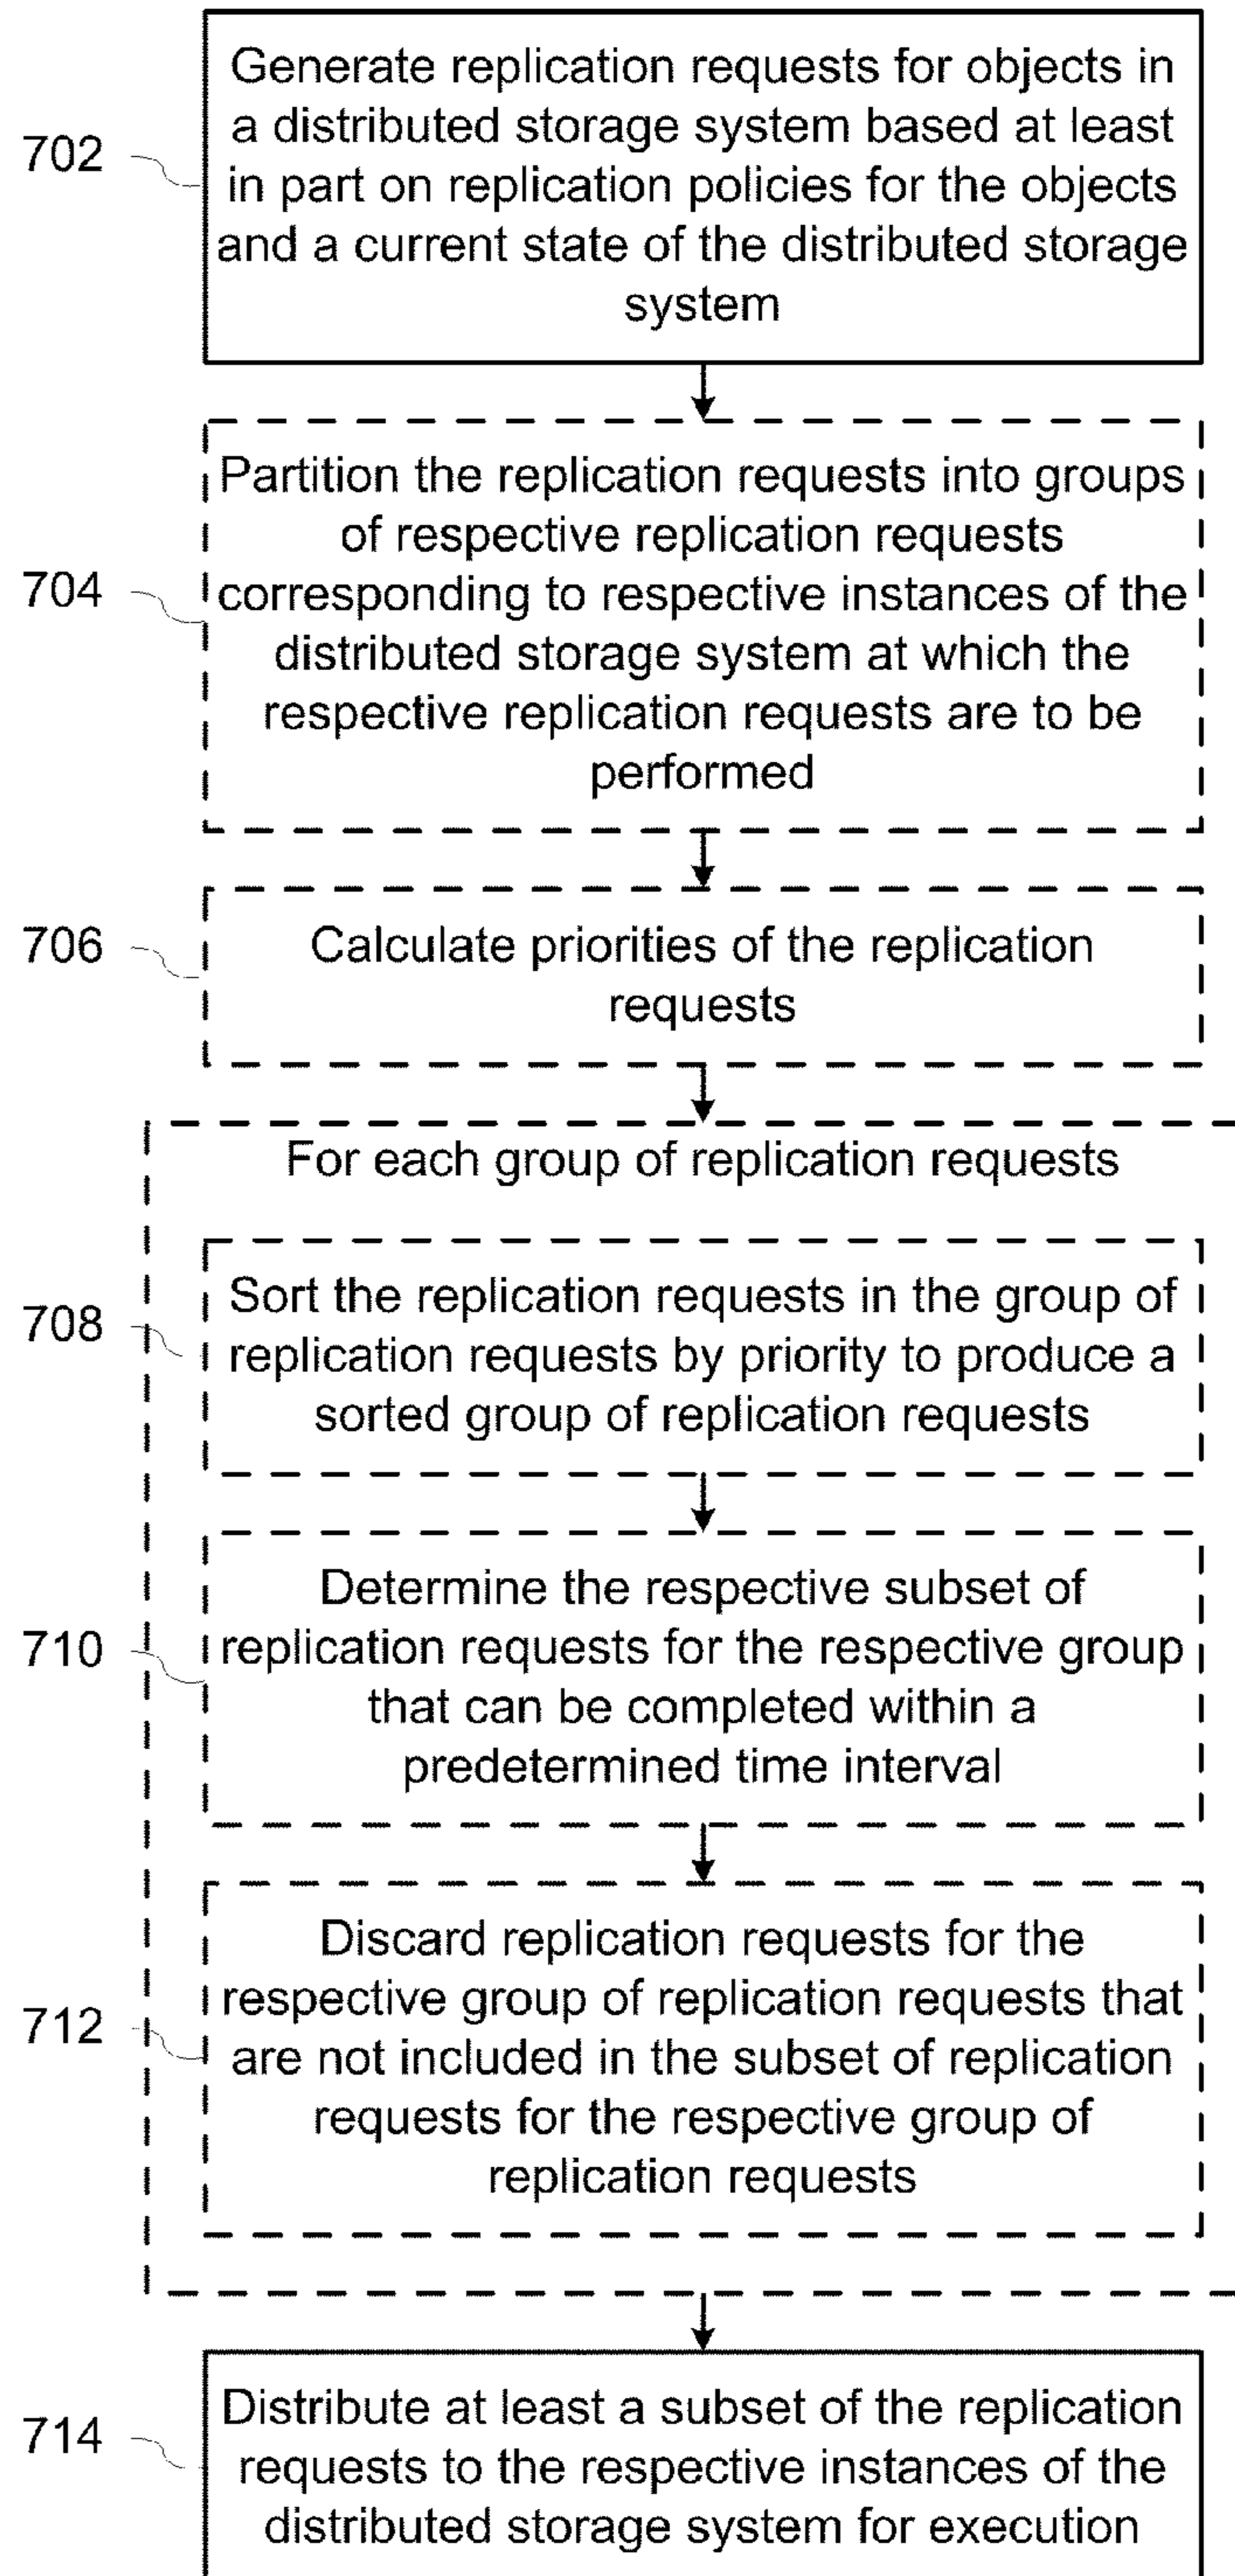 Generate replication requests for objects in
a distributed storage system based at least
702
in part on replication policies for the objects
and a current state of the distributed storage
system
Partition the replication requests into groups
of respective replication requests
704
corresponding to respective instances of the
distributed storage system at which the
respective replication requests are to be
performed
706
Calculate priorities of the replication
requests
For each group of replication requests
708
Sort the replication requests in the group of
replication requests by priority to produce a
sorted group of replication requests
Determine the respective subset of
710
replication requests for the respective group
that can be completed within a
predetermined time interval
Discard replication requests for the
respective group of replication requests that
712
are not included in the subset of replication
requests for the respective group of
replication requests
714
Distribute at least a subset of the replication
requests to the respective instances of the
distributed storage system for execution